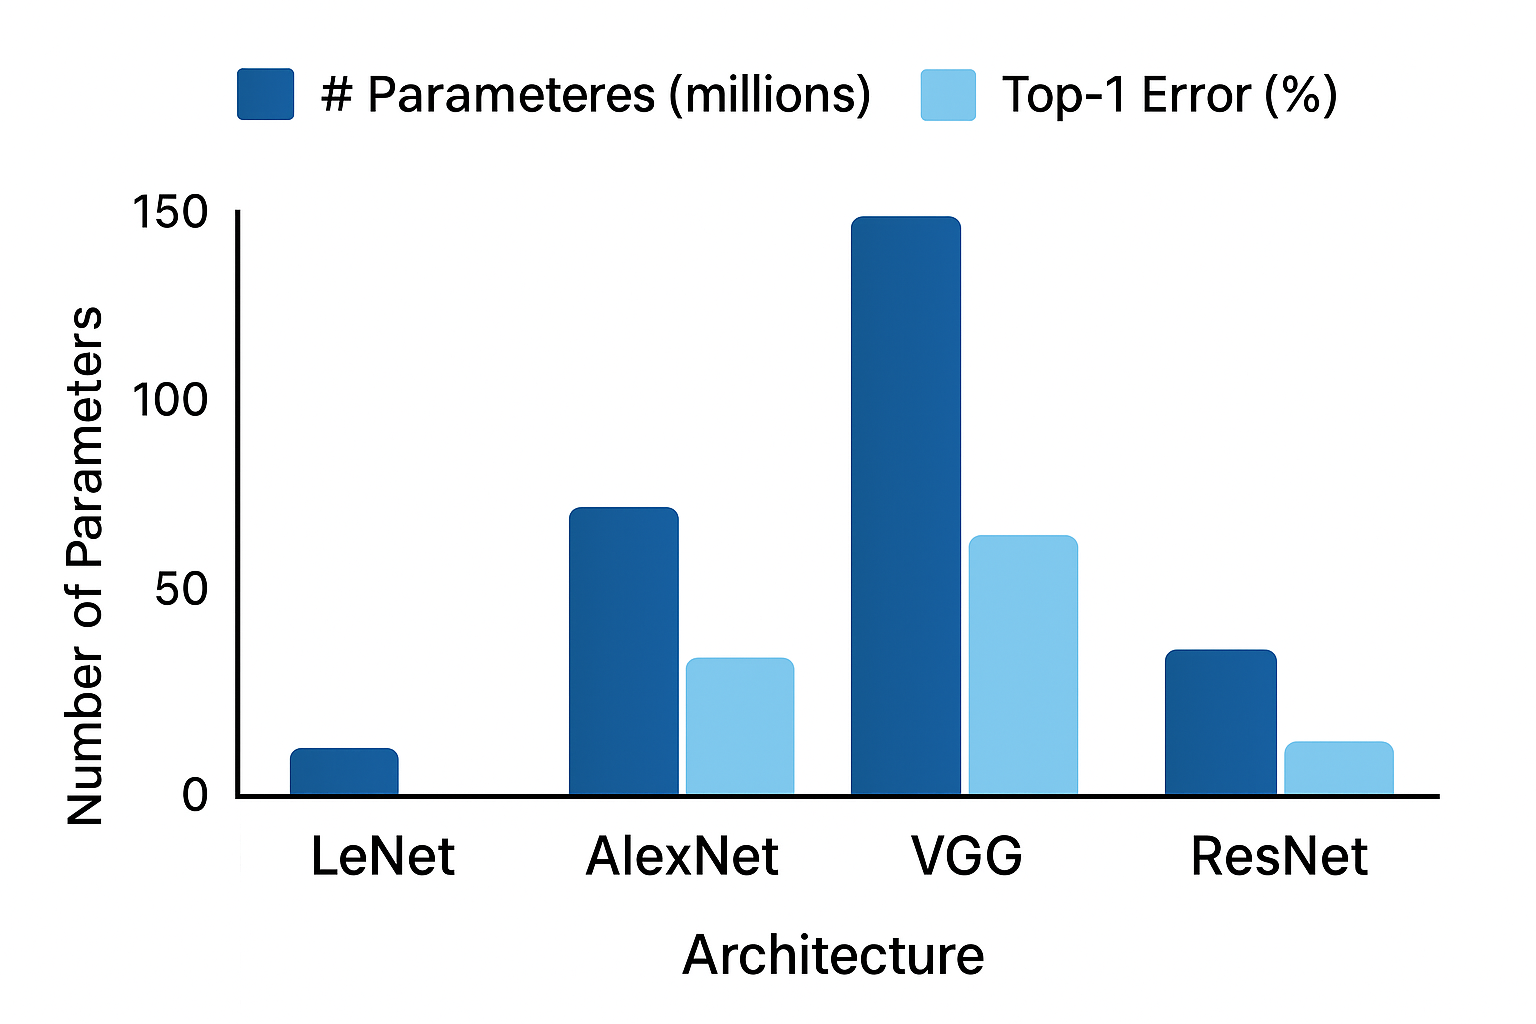 # Parameteres (millions) Top-1 Error (%)
150
100
50
0
Number of Parameters
LeNet AlexNet VGG ResNet
Architecture